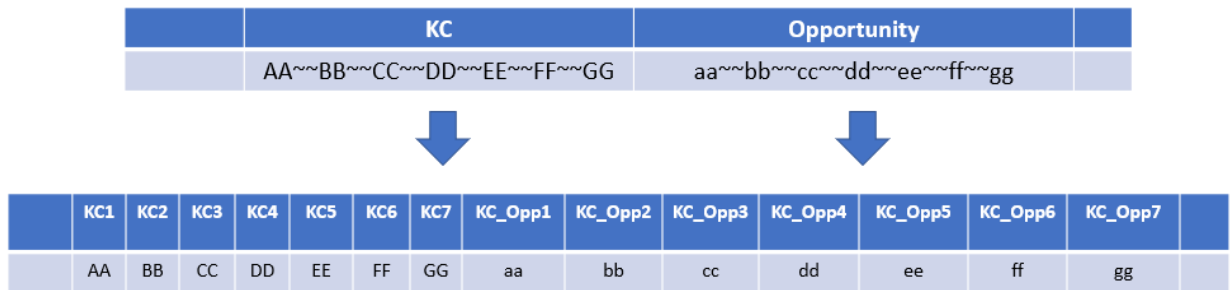 KC Opportunity
AA~~BB~~CC~~DD~~EE~~FF~~GG aa~~bb~~cc~~dd~~ee~~ff~~gg
KC1 KC2 KC3 KC4 KC5 KC6 KC7 KC_Opp1 KC_Opp2 KC_Opp3 KC_Opp4 KC_Opp5 KC_Opp6 KC_Opp7
AA BB CC DD EE FF GG aa bb cc dd ee ff gg